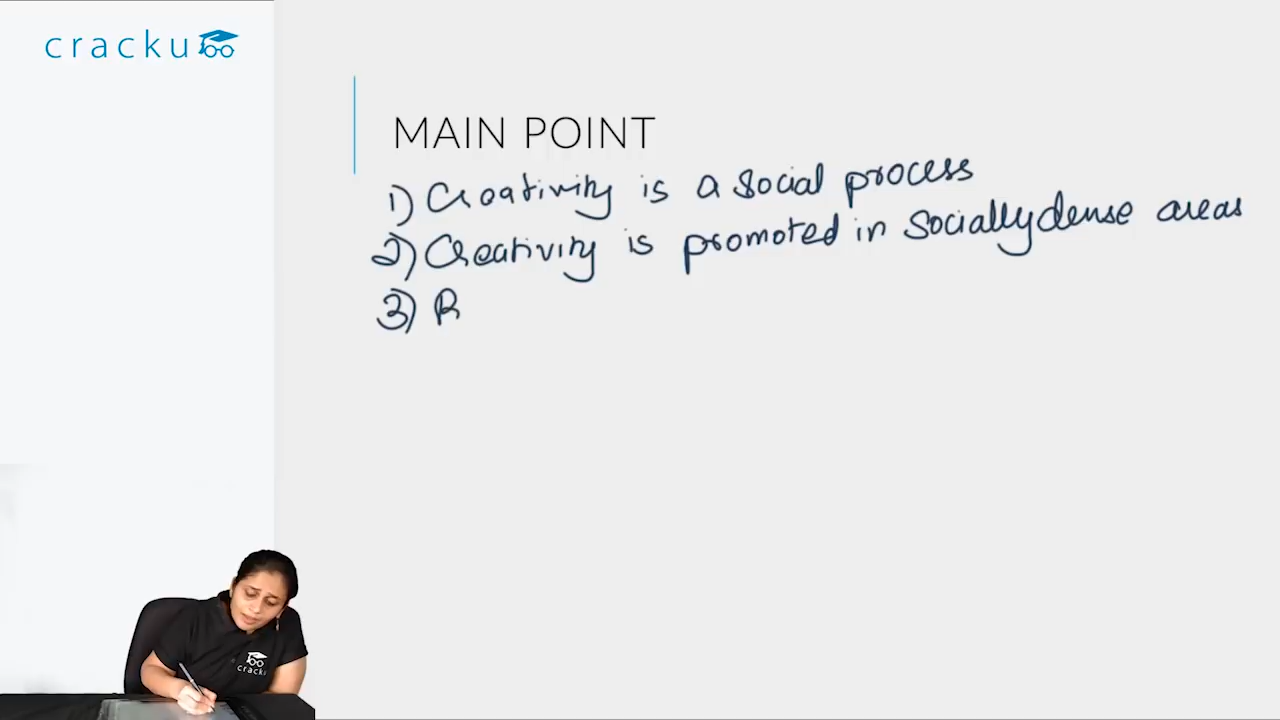 cracku
MAIN POINT
1) Creativity is a social process
2) Creativity is promoted in socially dense areas
3) R
cracku